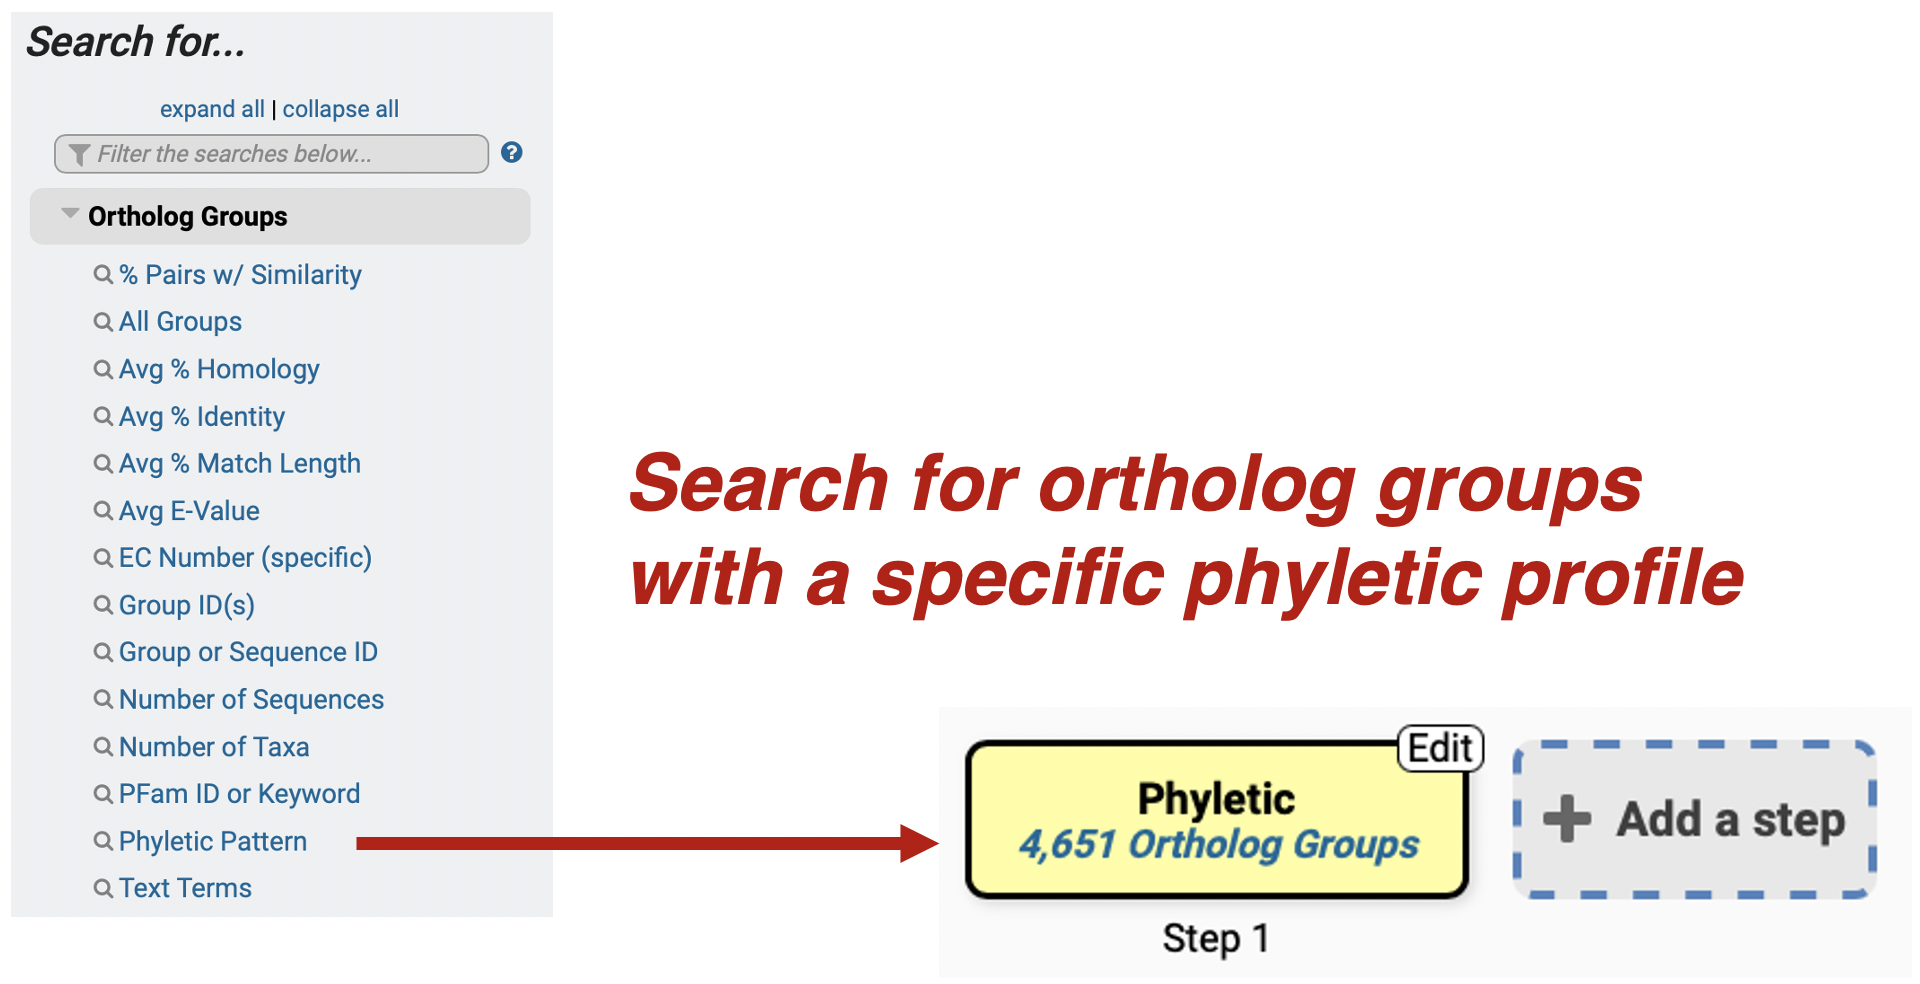 Search for...
expand all | collapse all
Filter the searches below...
Ortholog Groups
% Pairs w/ Similarity
All Groups
Avg % Homology
Avg % Identity
Avg % Match Length
Avg E-Value
EC Number (specific)
Group ID(s)
Group or Sequence ID
Number of Sequences
Number of Taxa
PFam ID or Keyword
Phyletic Pattern
Text Terms
Search for ortholog groups
with a specific phyletic profile
Edit
Phyletic
4,651 Ortholog Groups
Step 1
Add a step